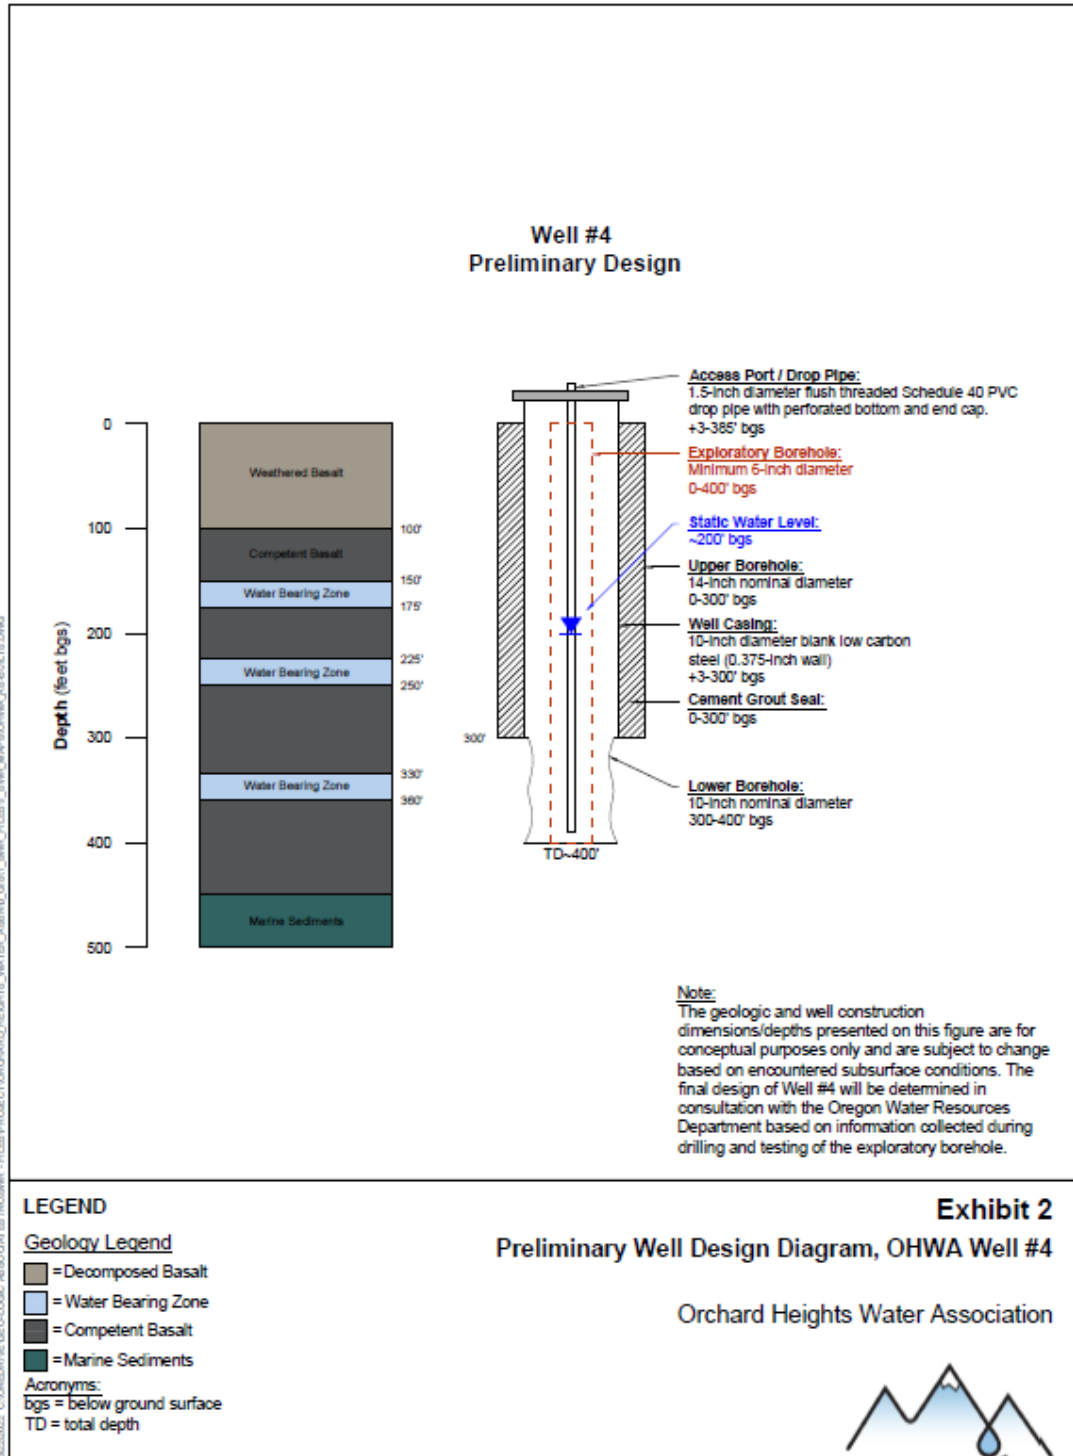 Well #4
Preliminary Design
Access Port / Drop Pipe:
1.5-inch diameter flush threaded Schedule 40 PVC
drop pipe with perforated bottom and end cap.
+3-385' bgs
Exploratory Borehole:
Minimum 6-inch diameter
0-400' bgs
Static Water Level:
~200' bgs
Upper Borehole:
14-inch nominal diameter
0-300' bgs
Well Casing:
10-inch diameter blank low carbon
steel (0.375-inch wall)
+3-300' bgs
Cement Grout Seal:
0-300' bgs
Lower Borehole:
10-inch nominal diameter
300-400' bgs
300'
TD~400'
Depth (feet bgs)
0
100
200
300
400
500
Weathered Basalt
100'
Competent Basalt
150'
Water Bearing Zone
175'
225'
Water Bearing Zone
250'
330'
Water Bearing Zone
360'
Marine Sediments
Note:
The geologic and well construction
dimensions/depths presented on this figure are for
conceptual purposes only and are subject to change
based on encountered subsurface conditions. The
final design of Well #4 will be determined in
consultation with the Oregon Water Resources
Department based on information collected during
drilling and testing of the exploratory borehole.
LEGEND
Geology Legend
=Decomposed Basalt
=Water Bearing Zone
=Competent Basalt
=Marine Sediments
Acronyms:
bgs = below ground surface
TD = total depth
Exhibit 2
Preliminary Well Design Diagram, OHWA Well #4
Orchard Heights Water Association